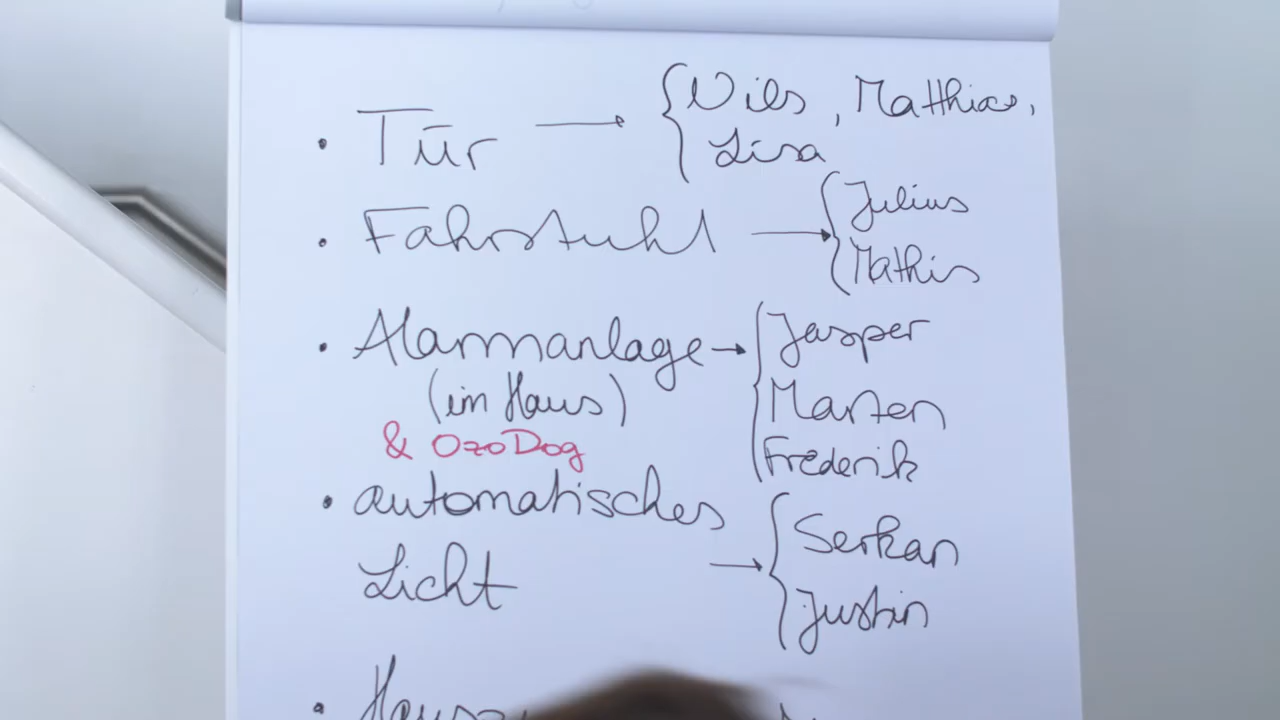 • Tür → { Nils, Matthias,
Lisa
• Fahrstuhl → { Julius
Mathis
• Alarmanlage → { Jasper
(im Haus) Marten
& OzoDog Frederik
• automatisches { Serkan
Licht → Justin
•